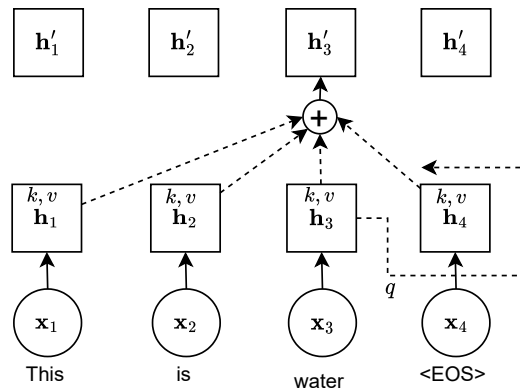 h′₁ h′₂ h′₃ h′₄
+
k, v k, v k, v k, v
h₁ h₂ h₃ h₄
q
x₁ x₂ x₃ x₄
This is water <EOS>